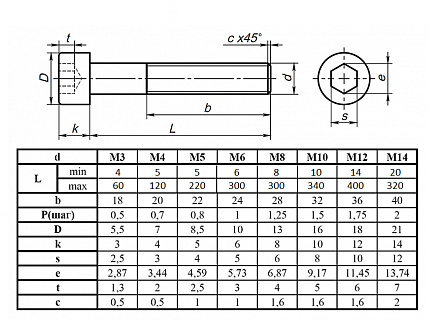 c x45°
t
D
d
e
b
s
k
L
d M3 M4 M5 M6 M8 M10 M12 M14
L min 4 5 5 6 8 10 14 20
max 60 120 220 300 300 340 400 320
b 18 20 22 24 28 32 36 40
P(шаг) 0,5 0,7 0,8 1 1,25 1,5 1,75 2
D 5,5 7 8,5 10 13 16 18 21
k 3 4 5 6 8 10 12 14
s 2,5 3 4 5 6 8 10 12
e 2,87 3,44 4,59 5,73 6,87 9,17 11,45 13,74
t 1,3 2 2,5 3 4 5 6 7
c 0,5 0,5 1 1 1,6 1,6 1,6 2